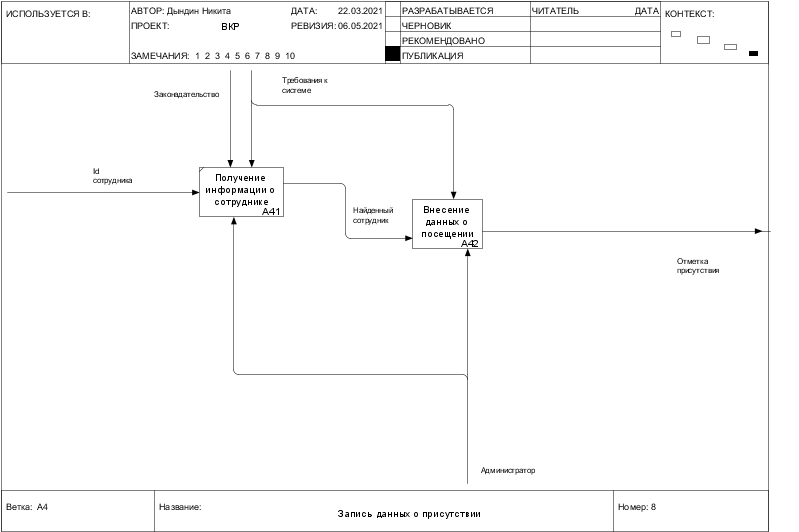 ИСПОЛЬЗУЕТСЯ В:
АВТОР: Дындин Никита
ДАТА: 22.03.2021
ПРОЕКТ: ВКР
РЕВИЗИЯ: 06.05.2021
ЗАМЕЧАНИЯ: 1 2 3 4 5 6 7 8 9 10
РАЗРАБАТЫВАЕТСЯ
ЧЕРНОВИК
РЕКОМЕНДОВАНО
ПУБЛИКАЦИЯ
ЧИТАТЕЛЬ ДАТА
КОНТЕКСТ:
Законодательство
Требования к
системе
Id
сотрудника
Получение
информации о
сотруднике
A41
Найденный
сотрудник
Внесение
данных о
посещении
A42
Отметка
присутствия
Администратор
Ветка: A4
Название:
Запись данных о присутствии
Номер: 8